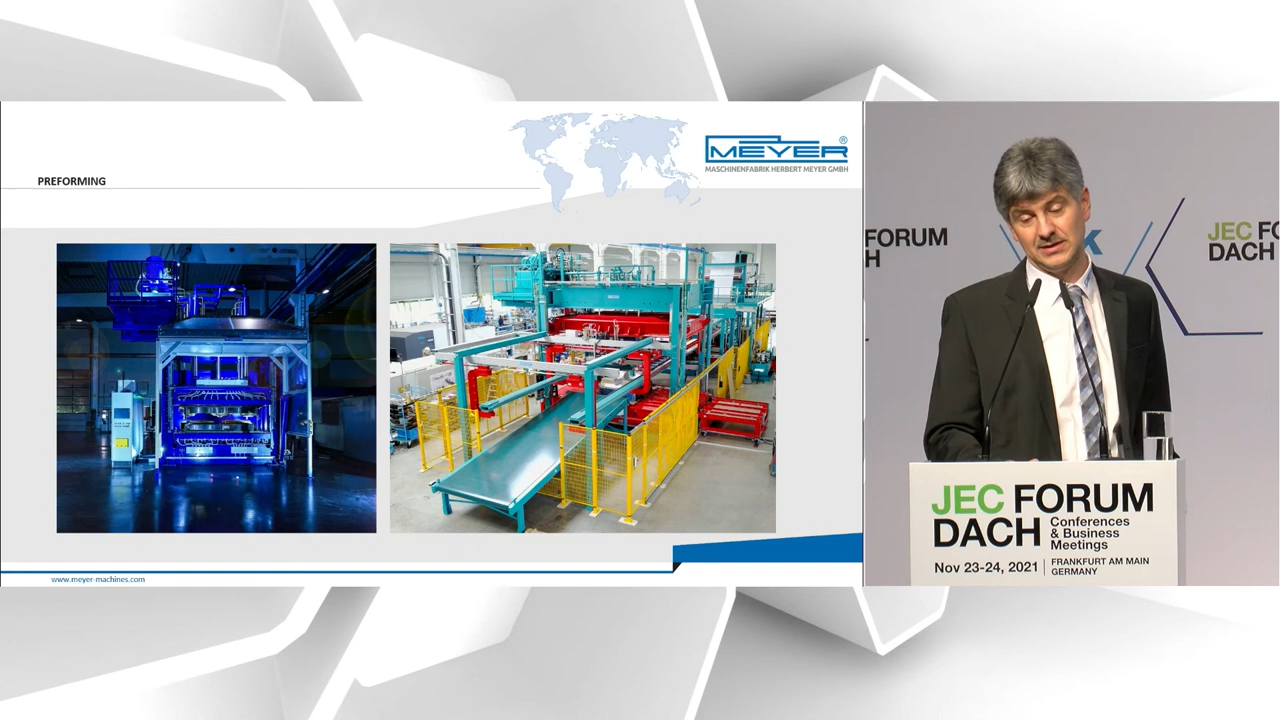 PREFORMING
MEYER®
MASCHINENFABRIK HERBERT MEYER GMBH
www.meyer-machines.com
FORUM
H
k
JEC FO
DACH
JEC FORUM
DACH Conferences
& Business
Meetings
Nov 23-24, 2021
FRANKFURT AM MAIN
GERMANY